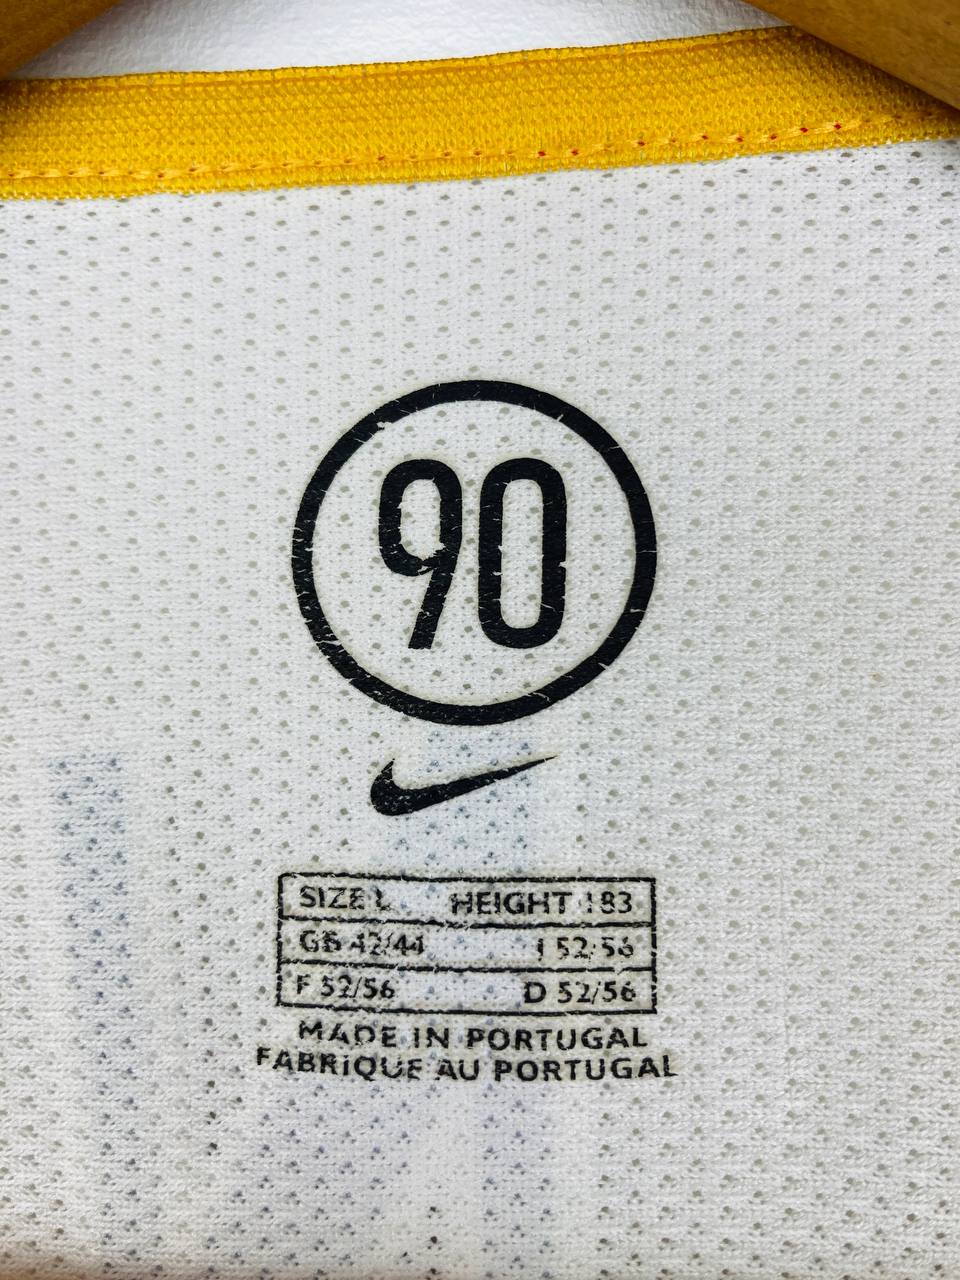 90
SIZE L HEIGHT 183
GB 42/44 I 52/56
F 52/56 D 52/56
MADE IN PORTUGAL
FABRIQUE AU PORTUGAL